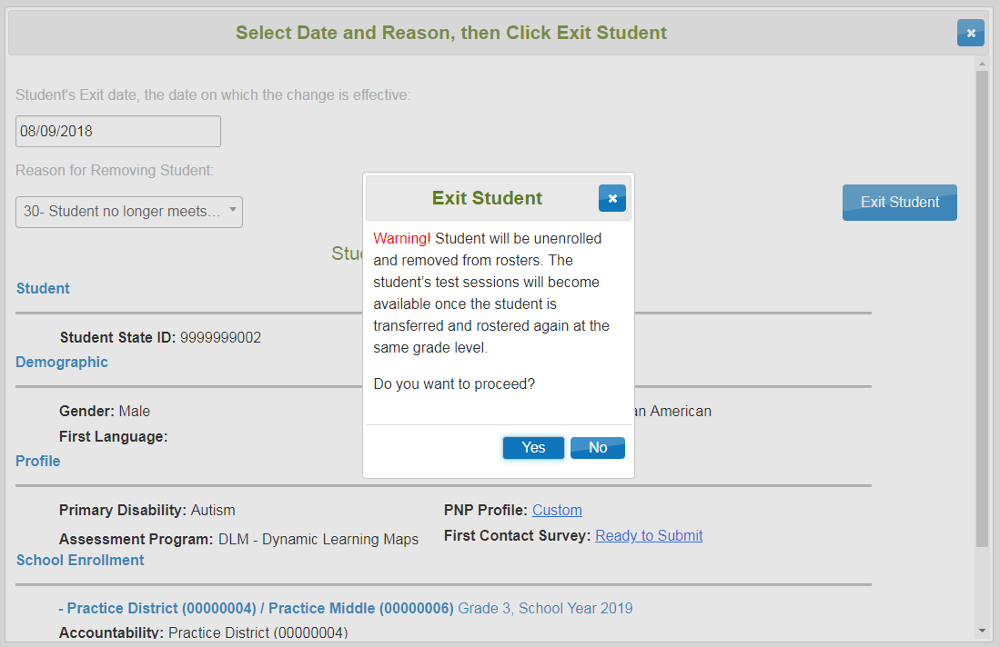 Select Date and Reason, then Click Exit Student
Student's Exit date, the date on which the change is effective:
08/09/2018
Reason for Removing Student:
30- Student no longer meets...
Exit Student
Exit Student
Warning! Student will be unenrolled
and removed from rosters. The
student’s test sessions will become
available once the student is
transferred and rostered again at the
same grade level.
Do you want to proceed?
Yes No
Student
Student State ID: 9999999002
Demographic
Gender: Male
American
First Language:
Profile
Primary Disability: Autism
PNP Profile: Custom
Assessment Program: DLM - Dynamic Learning Maps
First Contact Survey: Ready to Submit
School Enrollment
- Practice District (00000004) / Practice Middle (00000006) Grade 3, School Year 2019
Accountability: Practice District (00000004)